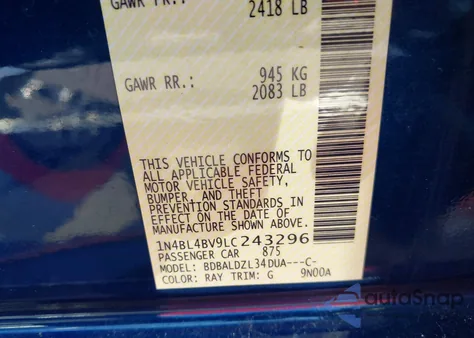 GAWR FR.:
2418 LB
GAWR RR.: 945 KG
2083 LB
THIS VEHICLE CONFORMS TO
ALL APPLICABLE FEDERAL
MOTOR VEHICLE SAFETY,
BUMPER, AND THEFT
PREVENTION STANDARDS IN
EFFECT ON THE DATE OF
MANUFACTURE SHOWN ABOVE.
1N4BL4BV9LC243296
PASSENGER CAR 875
MODEL: BDBALDZL34DUA---C-
COLOR: RAY TRIM: G 9N00A
autoSnap